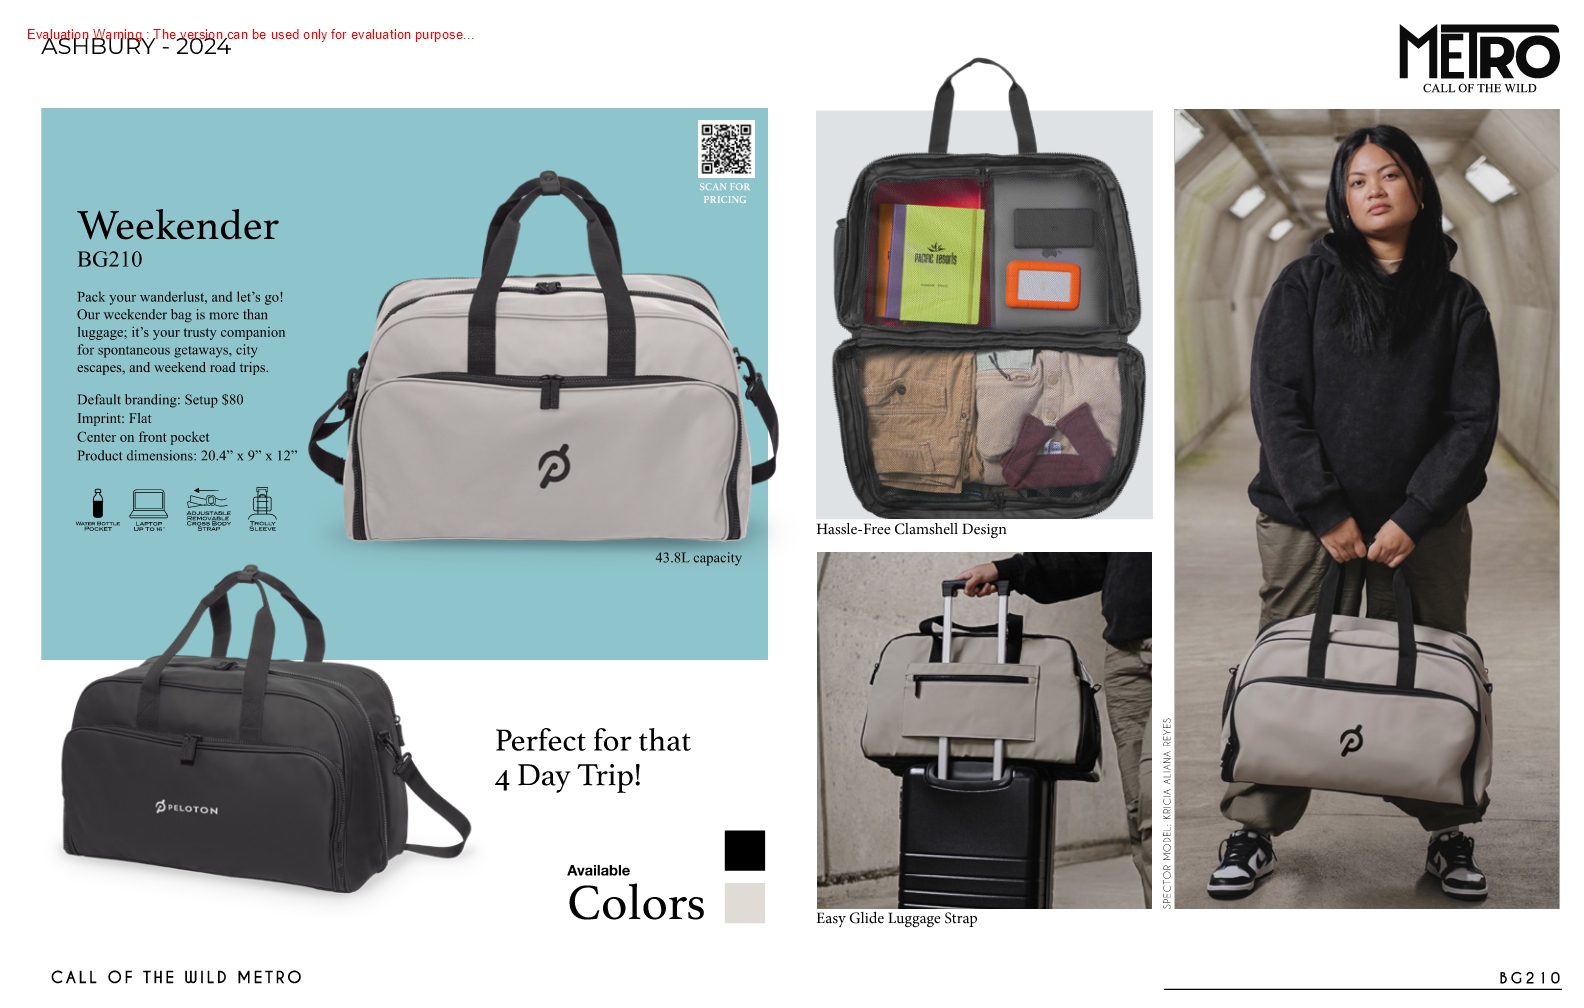 Evaluation Warning : The version can be used only for evaluation purpose...
ASHBURY - 2024
METRO
CALL OF THE WILD
SCAN FOR
PRICING
Weekender
BG210
Pack your wanderlust, and let's go!
Our weekender bag is more than
luggage; it's your trusty companion
for spontaneous getaways, city
escapes, and weekend road trips.
Default branding: Setup $80
Imprint: Flat
Center on front pocket
Product dimensions: 20.4” x 9” x 12”
WATER BOTTLE
POCKET
LAPTOP
UP TO 16"
ADJUSTABLE
REMOVABLE
CROSS BODY
STRAP
TROLLY
SLEEVE
43.8L capacity
PELOTON
Perfect for that
4 Day Trip!
Available
Colors
PACIFIC resorts
Hassle-Free Clamshell Design
Easy Glide Luggage Strap
SPECTOR MODEL: KRICIA ALIANA REYES
CALL OF THE WILD METRO
BG210